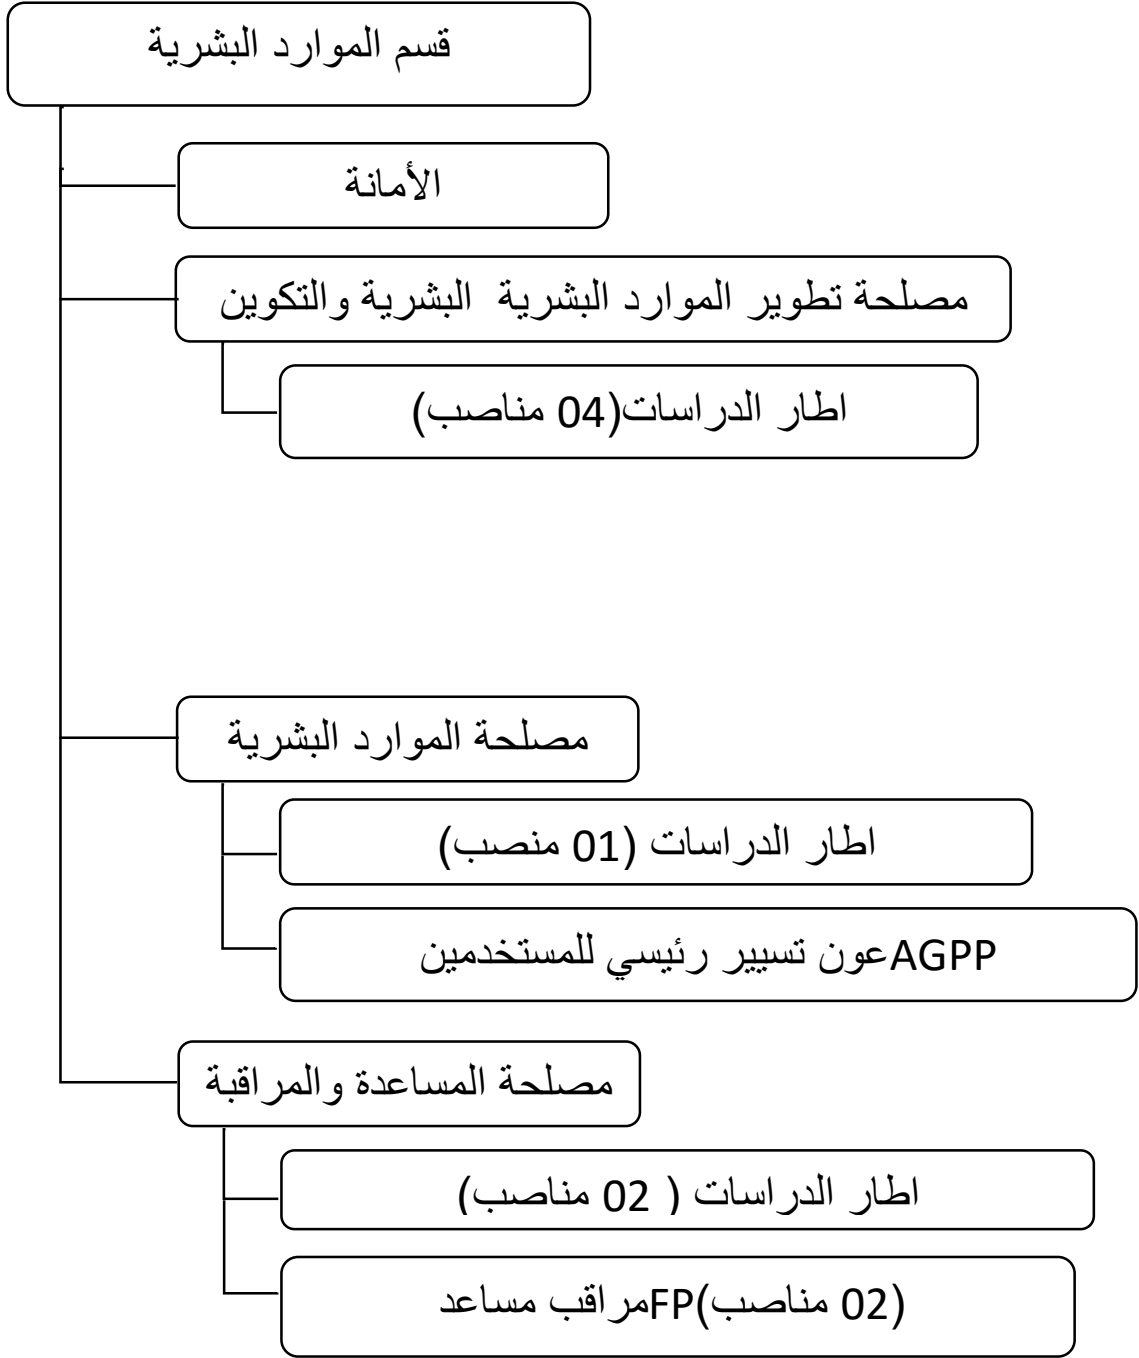 قسم الموارد البشرية
الأمانة
مصلحة تطوير الموارد البشرية البشرية والتكوين
اطار الدراسات(04 مناصب)
مصلحة الموارد البشرية
اطار الدراسات (01 منصب)
AGPPعون تسيير رئيسي للمستخدمين
مصلحة المساعدة والمراقبة
اطار الدراسات ( 02 مناصب)
(02 مناصب)FPمراقب مساعد